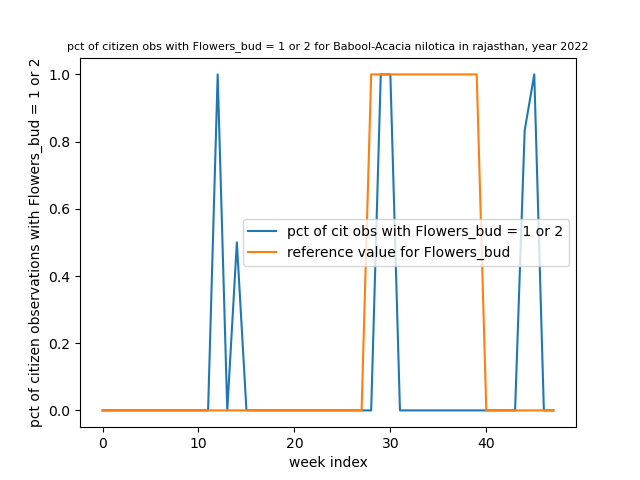 pct of citizen obs with Flowers_bud = 1 or 2 for Babool-Acacia nilotica in rajasthan, year 2022
pct of citizen observations with Flowers_bud = 1 or 2
1.0
0.8
0.6
0.4
0.2
0.0
pct of cit obs with Flowers_bud = 1 or 2
reference value for Flowers_bud
0 10 20 30 40
week index